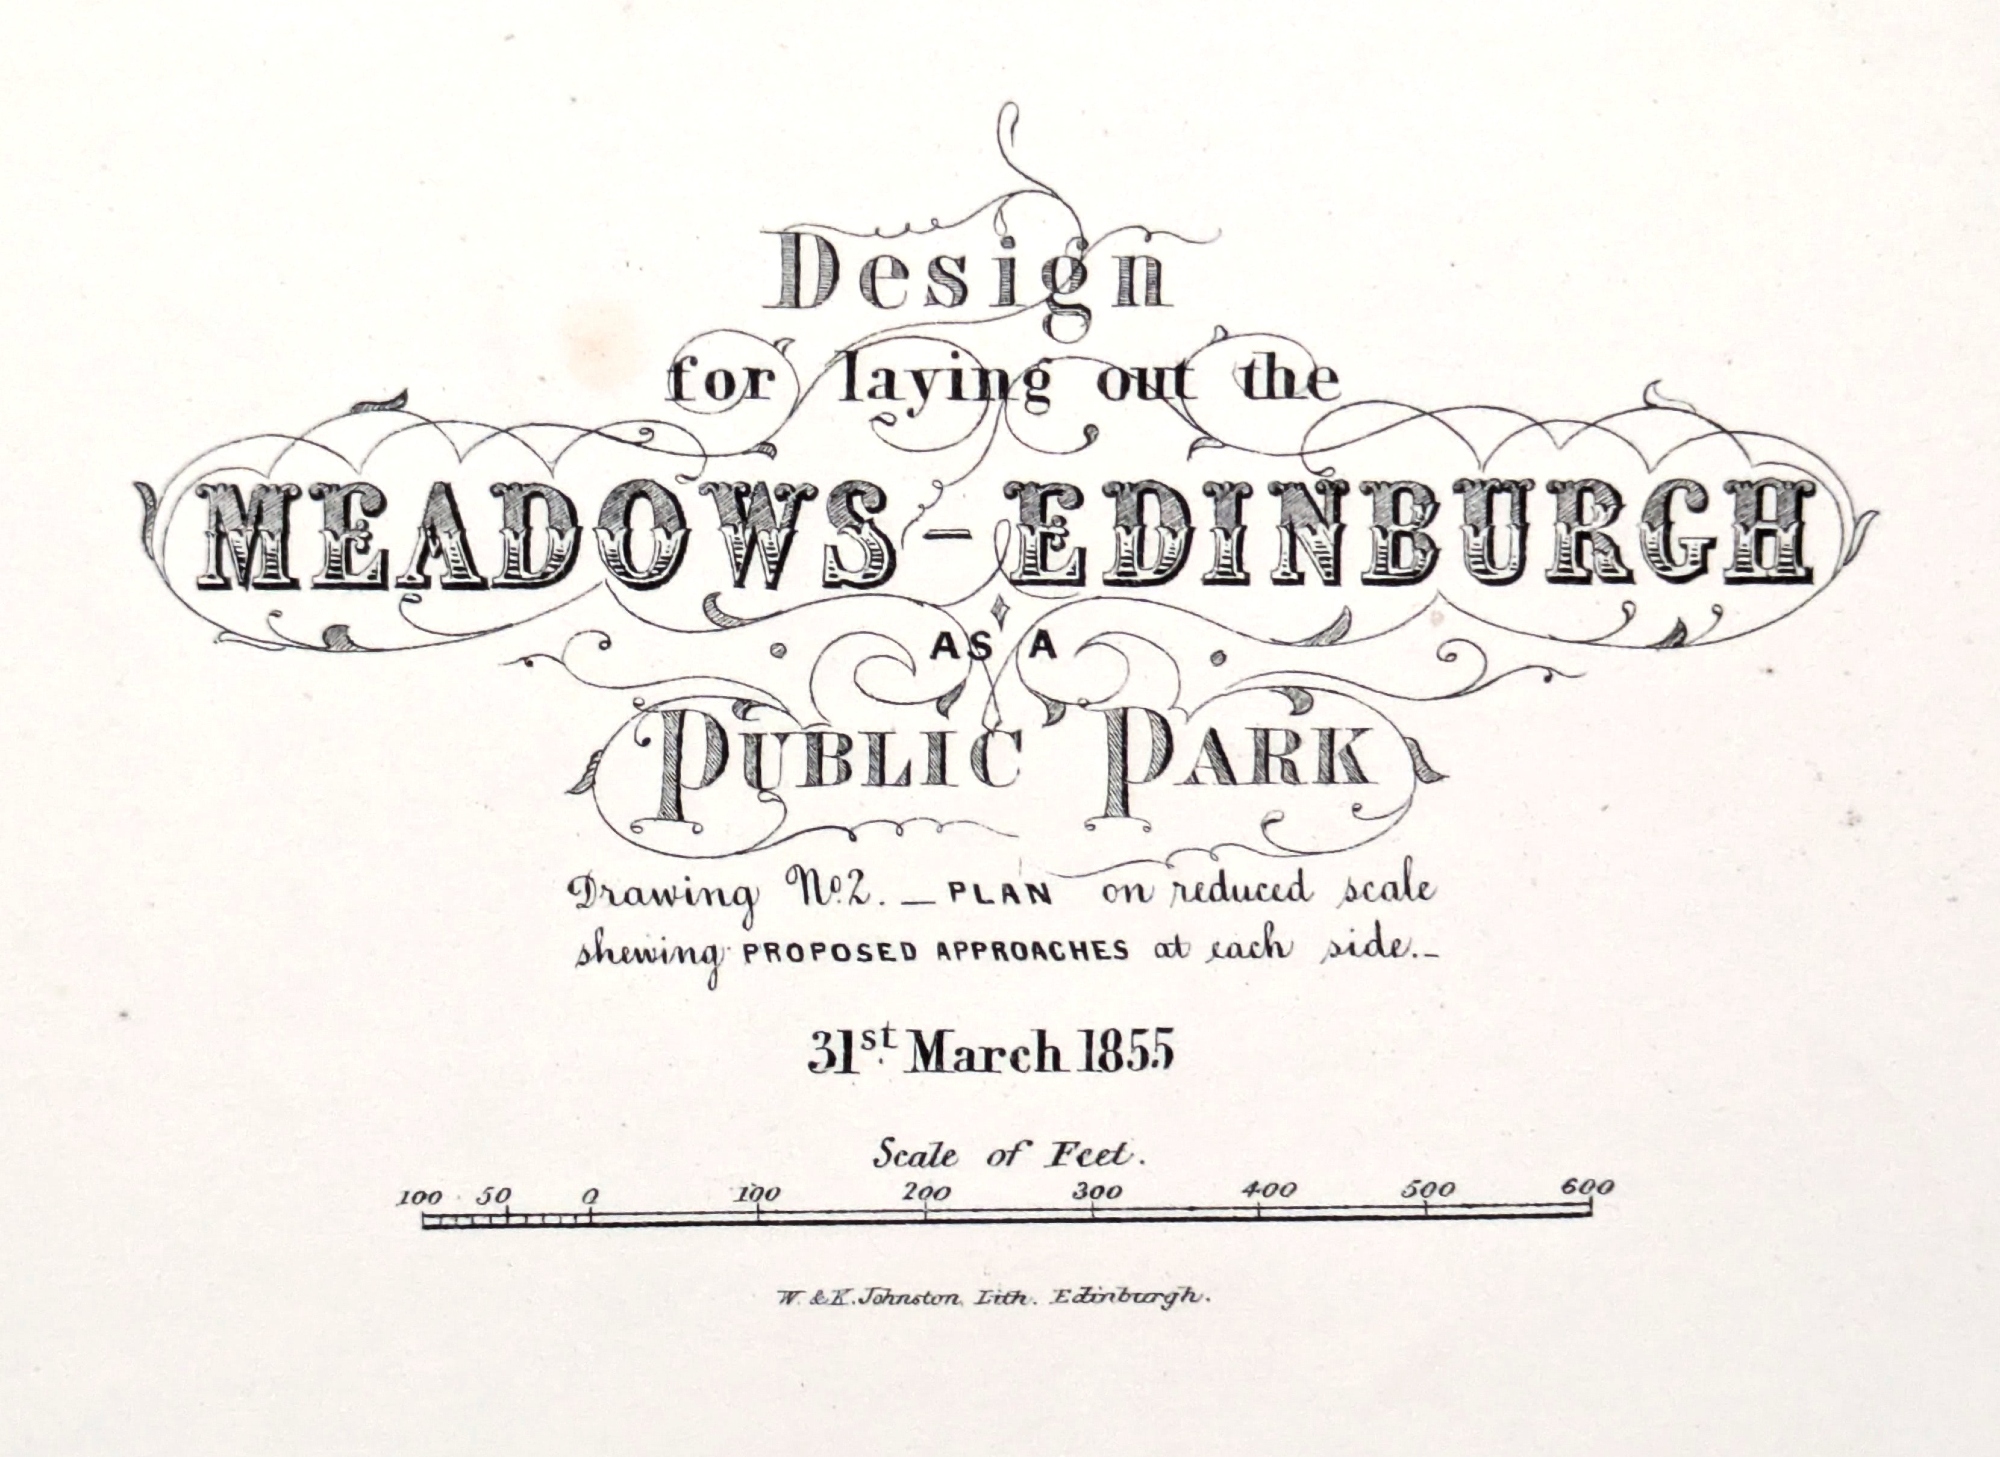 Design
for laying out the
MEADOWS – EDINBURGH
AS A
PUBLIC PARK
Drawing No. 2. — PLAN on reduced scale
shewing PROPOSED APPROACHES at each side. –
31st March 1855
Scale of Feet.
100 50 0 100 200 300 400 500 600
W. & K. Johnston, Lith. Edinburgh.